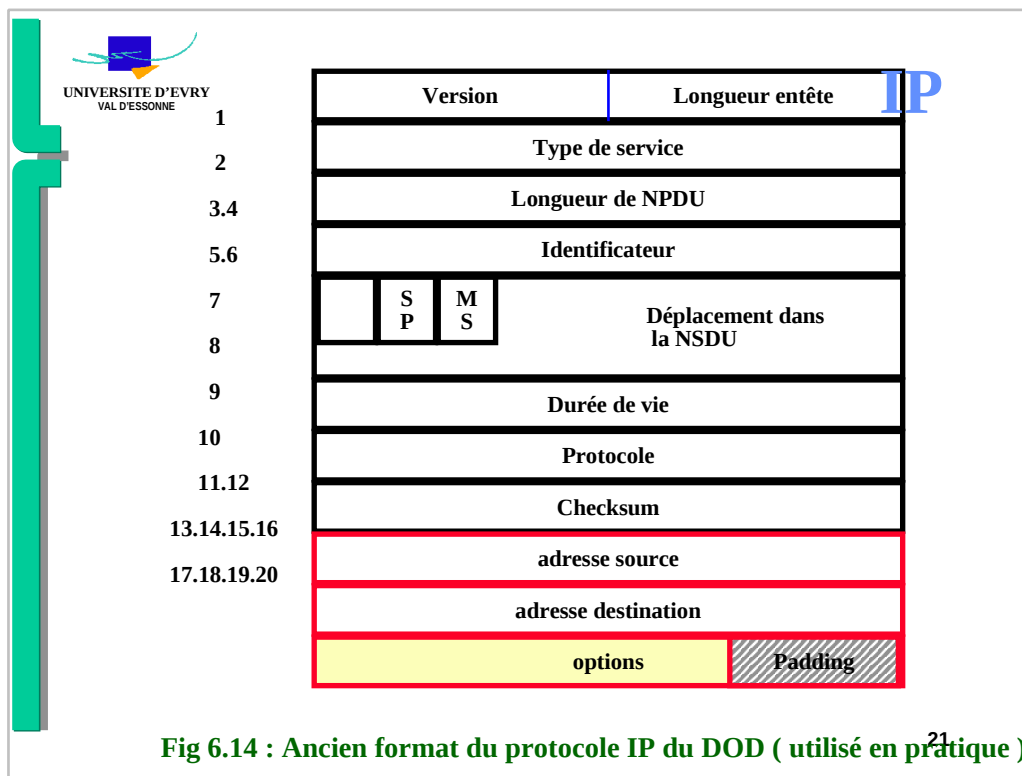 UNIVERSITE D'EVRY
VAL D'ESSONNE
IP
1
Version Longueur entête
2
Type de service
3.4
Longueur de NPDU
5.6
Identificateur
7
S
P
M
S
Déplacement dans
la NSDU
8
9
Durée de vie
10
Protocole
11.12
Checksum
13.14.15.16
adresse source
17.18.19.20
adresse destination
options Padding
Fig 6.14 : Ancien format du protocole IP du DOD ( utilisé en pratique )
21